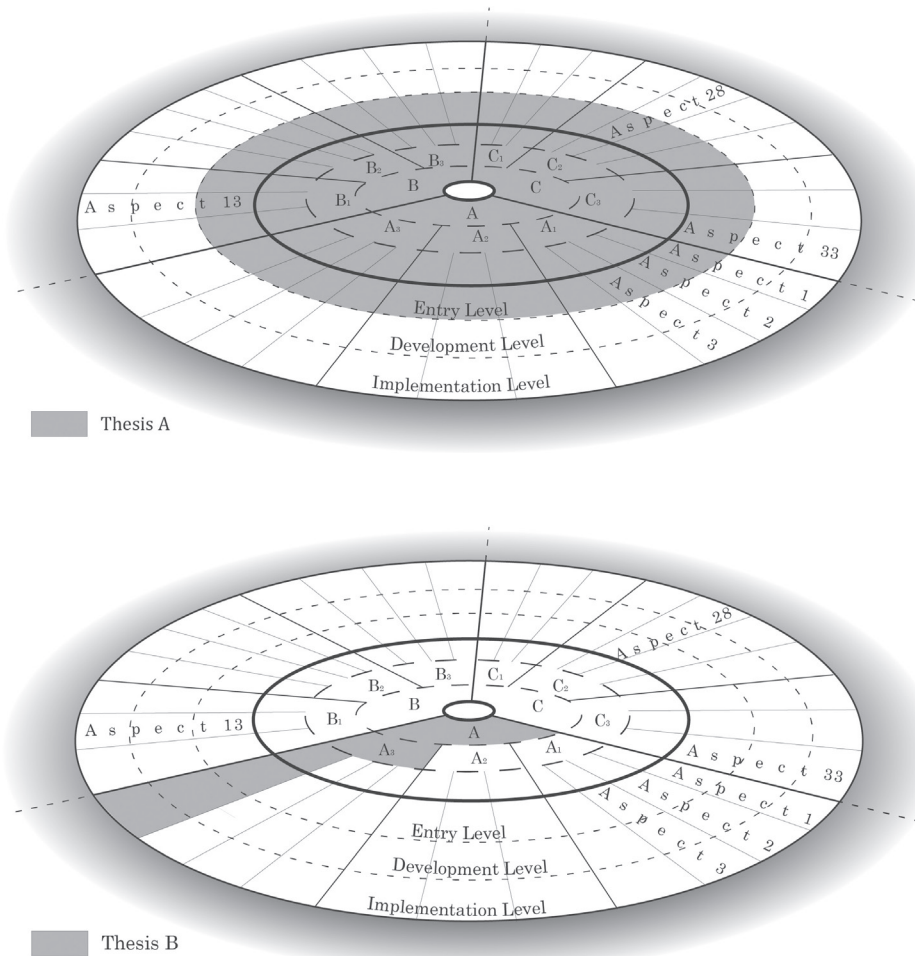 Aspect 28
B₃
C₁
B₂
C₂
B
C
B₁
C₃
Aspect 13
A
A₃
A₂
A₁
Aspect 33
Aspect 1
Aspect 2
Aspect 3
Entry Level
Development Level
Implementation Level
Thesis A
Aspect 28
B₃
C₁
B₂
C₂
B
C
B₁
C₃
Aspect 13
A
A₃
A₂
A₁
Aspect 33
Aspect 1
Aspect 2
Aspect 3
Entry Level
Development Level
Implementation Level
Thesis B